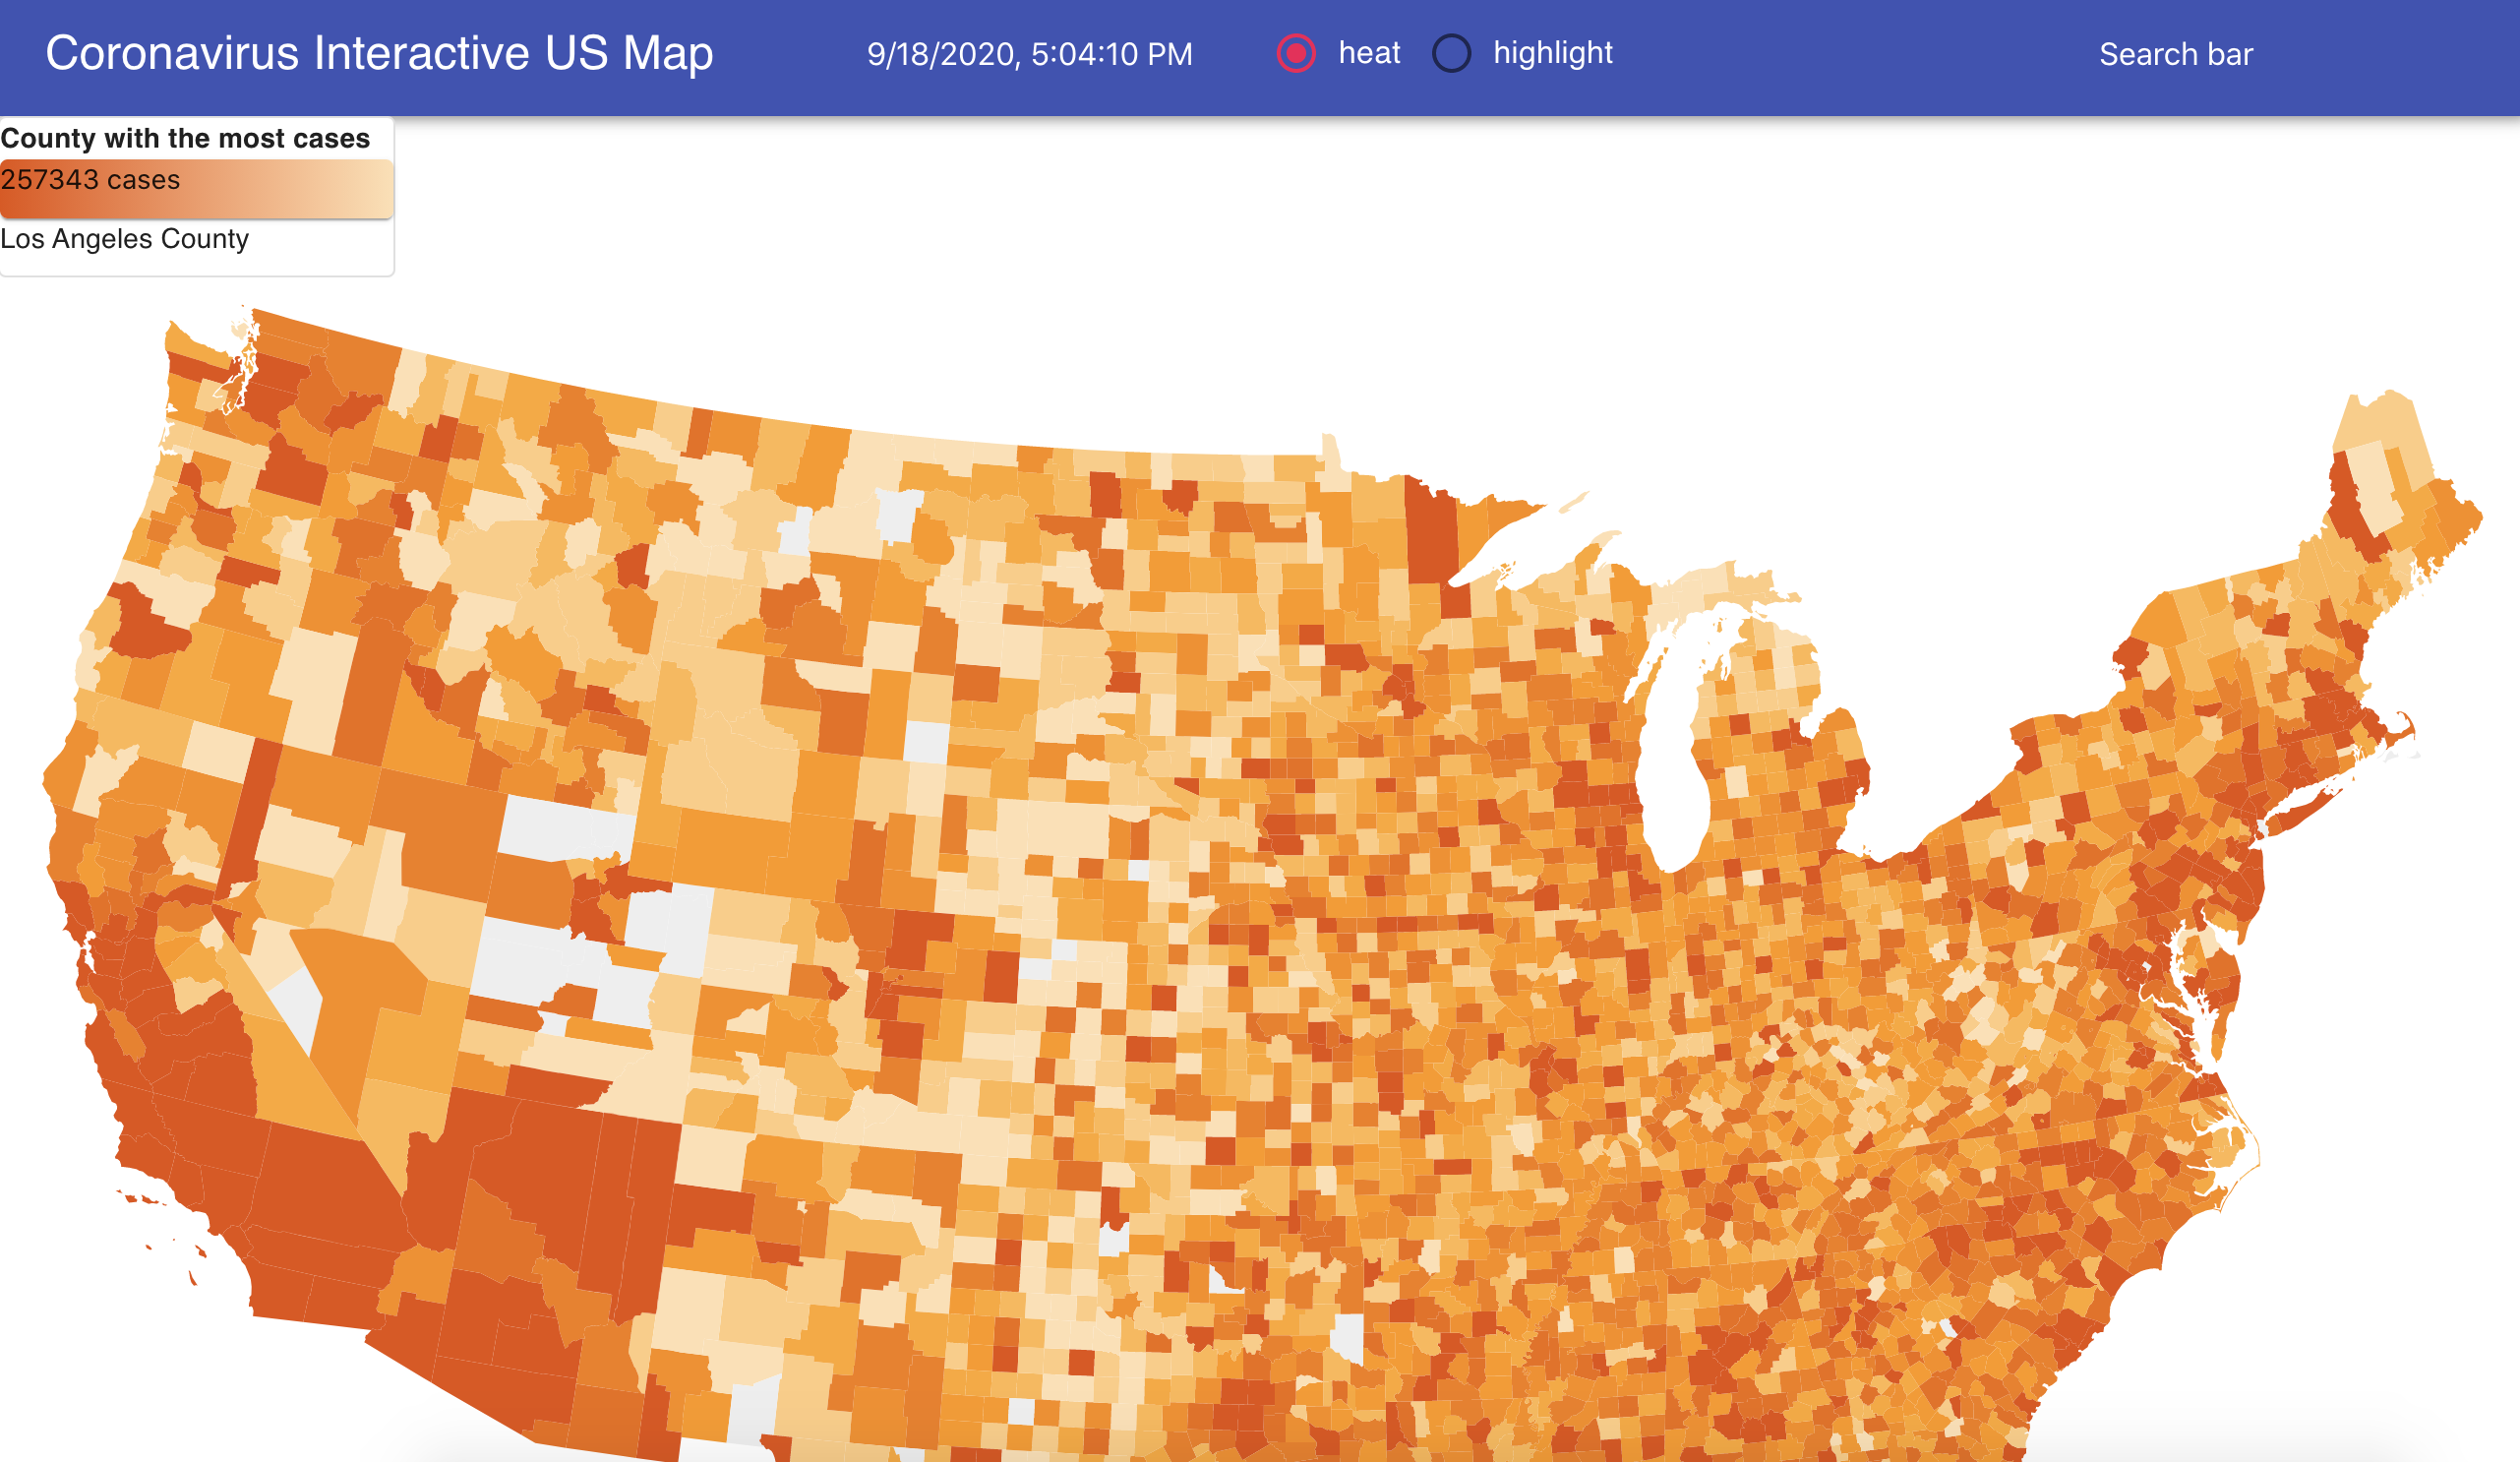 Coronavirus Interactive US Map
9/18/2020, 5:04:10 PM
heat
highlight
Search bar
County with the most cases
257343 cases
Los Angeles County